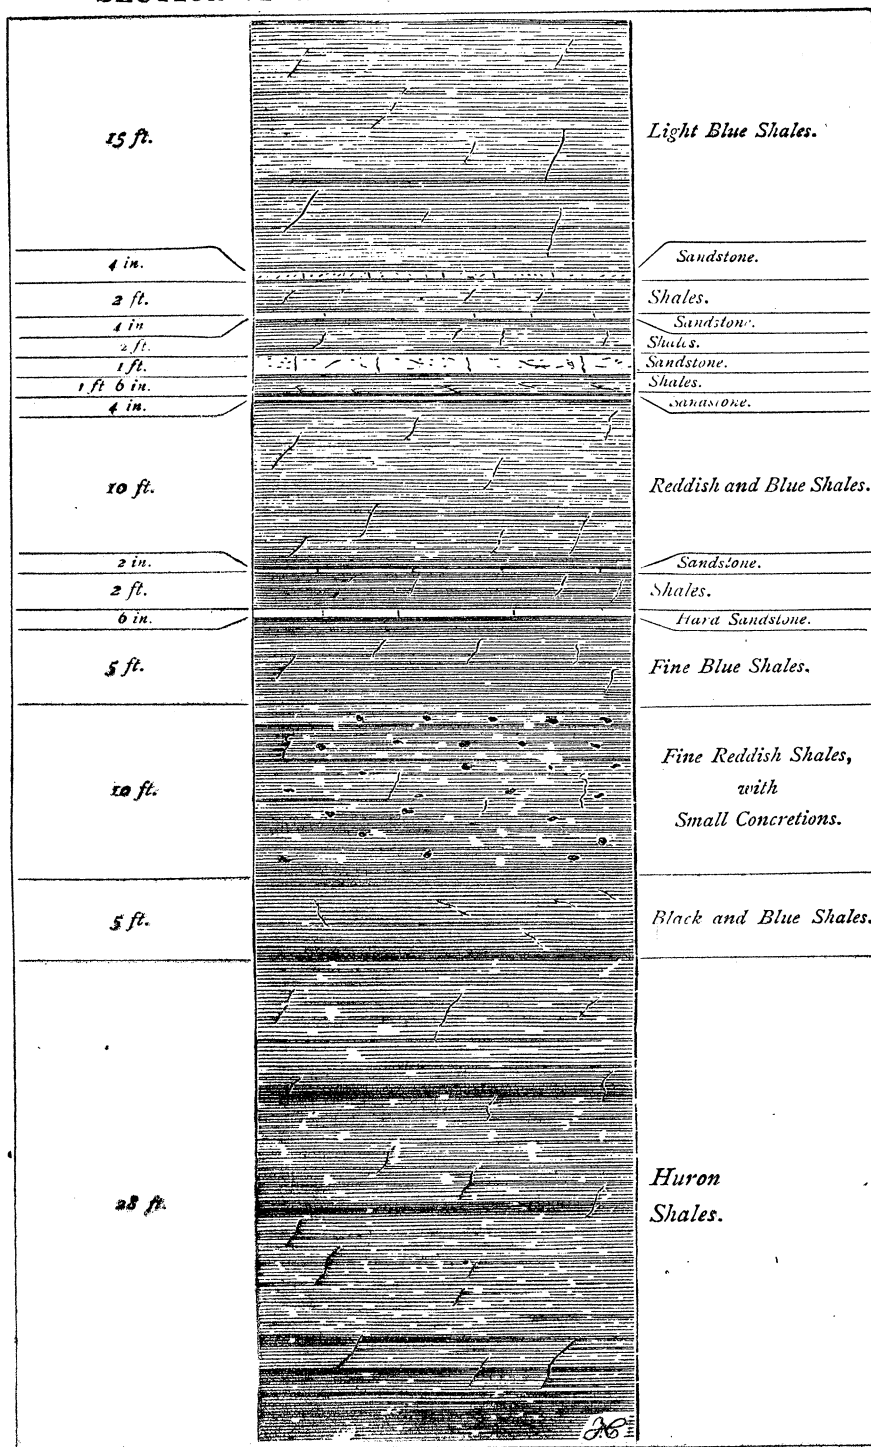 15 ft. Light Blue Shales.
4 in. Sandstone.
2 ft. Shales.
4 in Sandstone.
2 ft. Shales.
1 ft. Sandstone.
1 ft 6 in. Shales.
4 in. Sandstone.
10 ft. Reddish and Blue Shales.
2 in. Sandstone.
2 ft. Shales.
6 in. Hard Sandstone.
5 ft. Fine Blue Shales.
Fine Reddish Shales,
10 ft. with
Small Concretions.
5 ft. Black and Blue Shales.
Huron
28 ft. Shales.